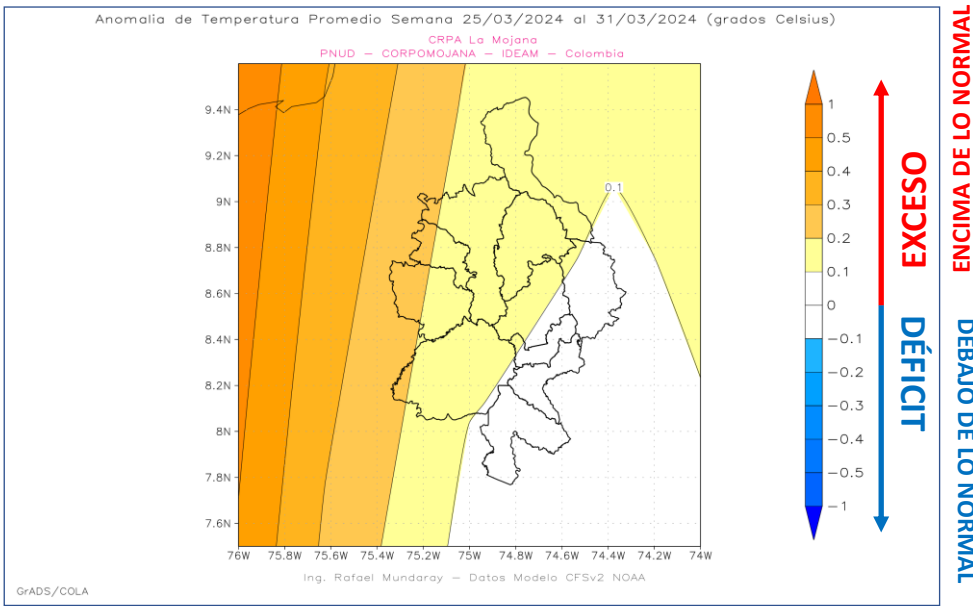 Anomalia de Temperatura Promedio Semana 25/03/2024 al 31/03/2024 (grados Celsius)
CRPA La Mojana
PNUD – CORPOMOJANA – IDEAM – Colombia
9.4N
9.2N
9N
8.8N
8.6N
8.4N
8.2N
8N
7.8N
7.6N
0.1
76W 75.8W 75.6W 75.4W 75.2W 75W 74.8W 74.6W 74.4W 74.2W 74W
1
0.5
0.4
0.3
0.2
0.1
0
−0.1
−0.2
−0.3
−0.4
−0.5
−1
EXCESO
DÉFICIT
ENCIMA DE LO NORMAL
DEBAJO DE LO NORMAL
Ing. Rafael Mundaray – Datos Modelo CFSv2 NOAA
GrADS/COLA